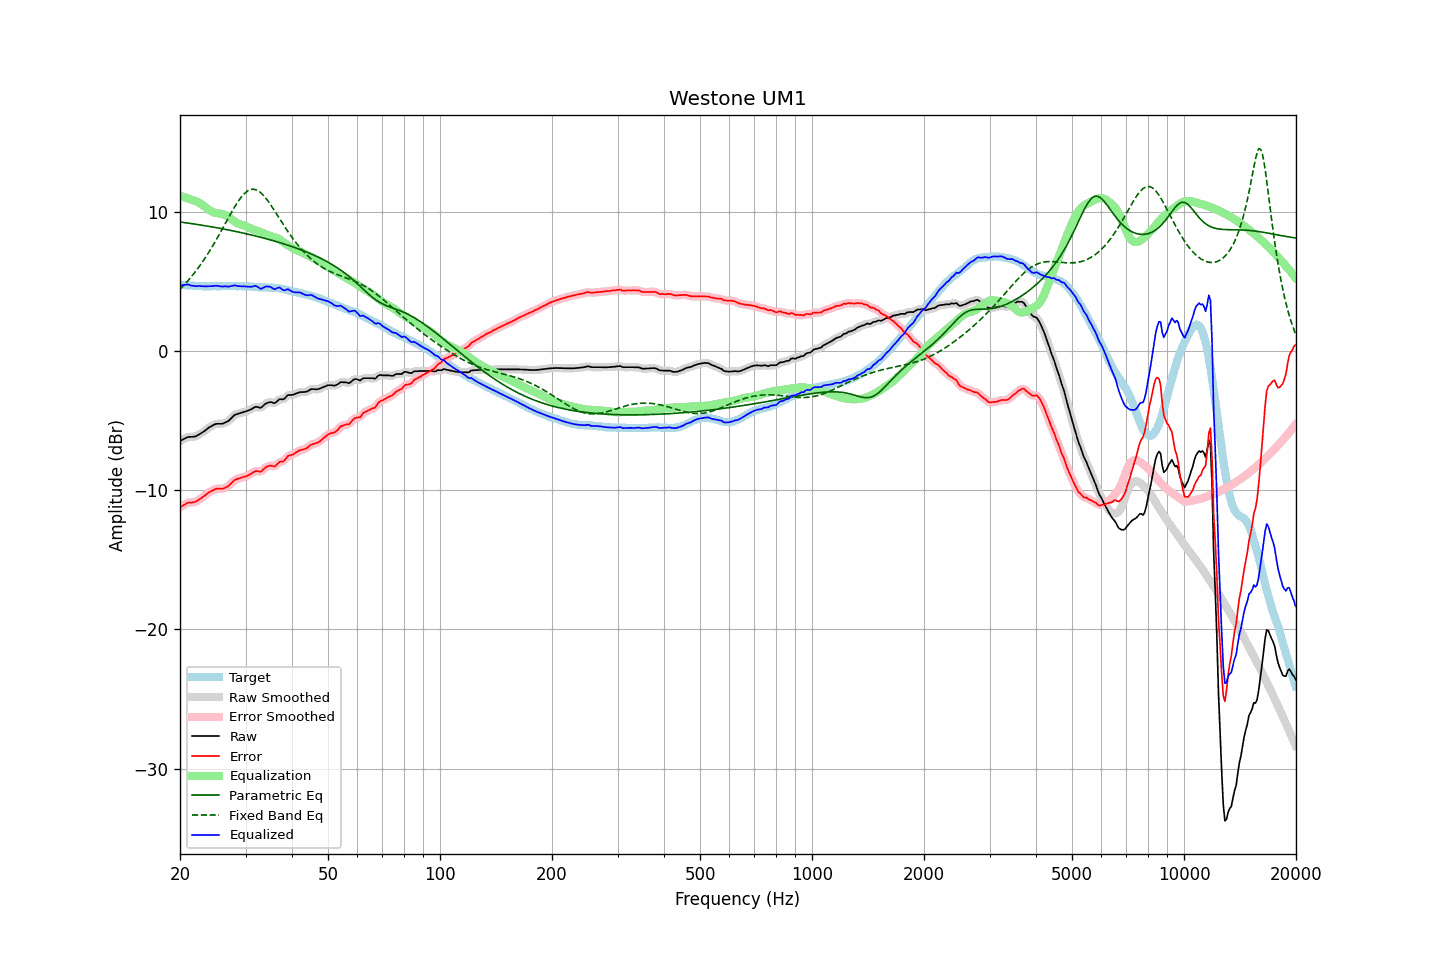 Westone UM1
Amplitude (dBr)
10
0
−10
−20
−30
Target
Raw Smoothed
Error Smoothed
Raw
Error
Equalization
Parametric Eq
Fixed Band Eq
Equalized
20 50 100 200 500 1000 2000 5000 10000 20000
Frequency (Hz)